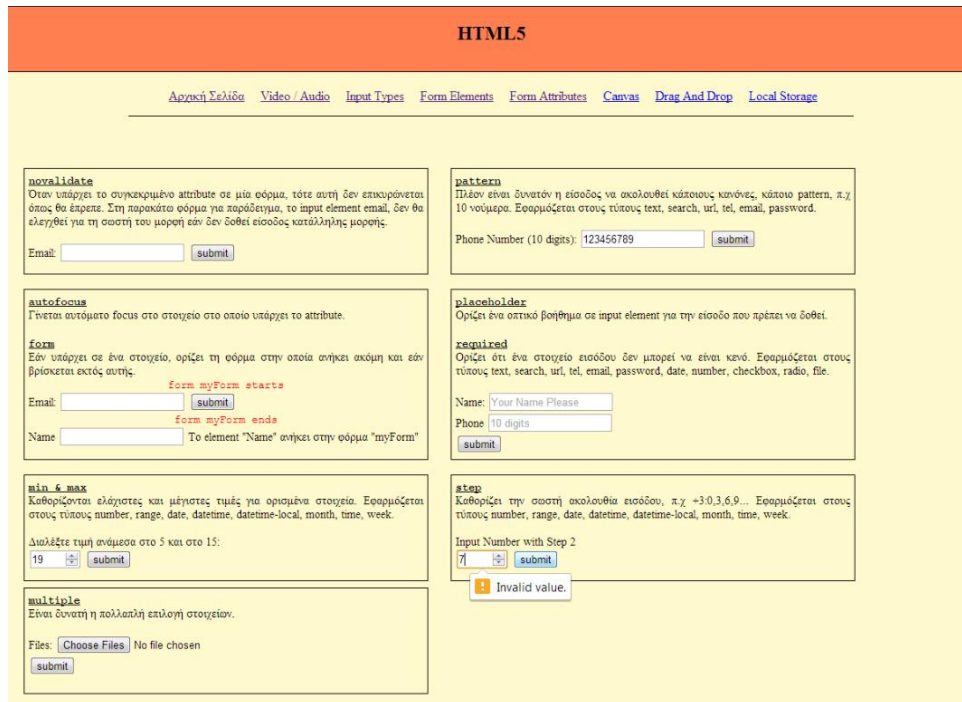 HTML5
Αρχική Σελίδα Video / Audio Input Types Form Elements Form Attributes Canvas Drag And Drop Local Storage
novalidate
Όταν υπάρχει το συγκεκριμένο attribute σε μία φόρμα, τότε αυτή δεν επικυρώνεται
όπως θα έπρεπε. Στη παρακάτω φόρμα για παράδειγμα, το input element email, δεν θα
ελεγχθεί για τη σωστή του μορφή εάν δεν δοθεί είσοδος κατάλληλης μορφής.
Email: submit
pattern
Πλέον είναι δυνατόν η είσοδος να ακολουθεί κάποιους κανόνες, κάποιο pattern, π.χ
10 νούμερα. Εφαρμόζεται στους τύπους text, search, url, tel, email, password.
Phone Number (10 digits): 123456789 submit
autofocus
Γίνεται αυτόματο focus στο στοιχείο στο οποίο υπάρχει το attribute.
form
Εάν υπάρχει σε ένα στοιχείο, ορίζει τη φόρμα στην οποία ανήκει ακόμη και εάν
βρίσκεται εκτός αυτής.
form myForm starts
Email: submit
form myForm ends
Name Το element "Name" ανήκει στην φόρμα "myForm"
placeholder
Ορίζει ένα οπτικό βοήθημα σε input element για την είσοδο που πρέπει να δοθεί.
required
Ορίζει ότι ένα στοιχείο εισόδου δεν μπορεί να είναι κενό. Εφαρμόζεται στους
τύπους text, search, url, tel, email, password, date, number, checkbox, radio, file.
Name: Your Name Please
Phone 10 digits
submit
min & max
Καθορίζονται ελάχιστες και μέγιστες τιμές για ορισμένα στοιχεία. Εφαρμόζεται
στους τύπους number, range, date, datetime, datetime-local, month, time, week.
Διαλέξτε τιμή ανάμεσα στο 5 και στο 15:
19 submit
step
Καθορίζει την σωστή ακολουθία εισόδου, π.χ +3:0,3,6,9... Εφαρμόζεται στους
τύπους number, range, date, datetime, datetime-local, month, time, week.
Input Number with Step 2
7 submit
Invalid value.
multiple
Είναι δυνατή η πολλαπλή επιλογή στοιχείων.
Files: Choose Files No file chosen
submit